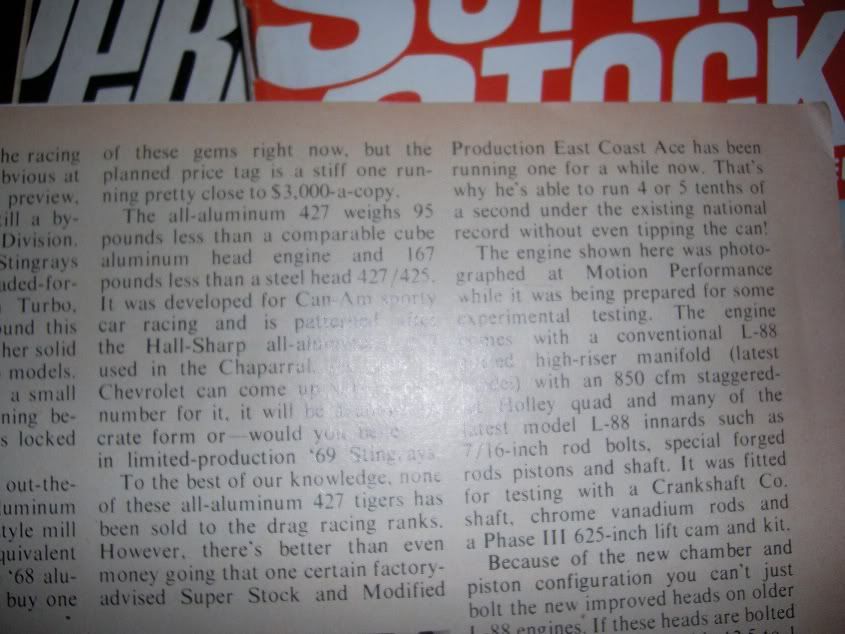 SUPER
STOCK
he racing
bvious at
preview,
ill a by-
Division.
Stingrays
aded-for-
Turbo,
und this
her solid
models.
a small
ning be-
s locked
out-the-
luminum
tyle mill
quivalent
'68 alu-
buy one
of these gems right now, but the
planned price tag is a stiff one run-
ning pretty close to $3,000-a-copy.
The all-aluminum 427 weighs 95
pounds less than a comparable cube
aluminum head engine and 167
pounds less than a steel head 427/425.
It was developed for Can-Am sporty
car racing and is patterned after
the Hall-Sharp all-aluminum 427
used in the Chaparral.
Chevrolet can come up
number for it, it will be
crate form or—would you
in limited-production '69 Stingrays.
To the best of our knowledge, none
of these all-aluminum 427 tigers has
been sold to the drag racing ranks.
However, there's better than even
money going that one certain factory-
advised Super Stock and Modified
Production East Coast Ace has been
running one for a while now. That's
why he's able to run 4 or 5 tenths of
a second under the existing national
record without even tipping the can!
The engine shown here was photo-
graphed at Motion Performance
while it was being prepared for some
experimental testing. The engine
comes with a conventional L-88
high-riser manifold (latest
with an 850 cfm staggered-
Holley quad and many of the
latest model L-88 innards such as
7/16-inch rod bolts, special forged
rods pistons and shaft. It was fitted
for testing with a Crankshaft Co.
shaft, chrome vanadium rods and
a Phase III 625-inch lift cam and kit.
Because of the new chamber and
piston configuration you can't just
bolt the new improved heads on older
L-88 engines. If these heads are bolted